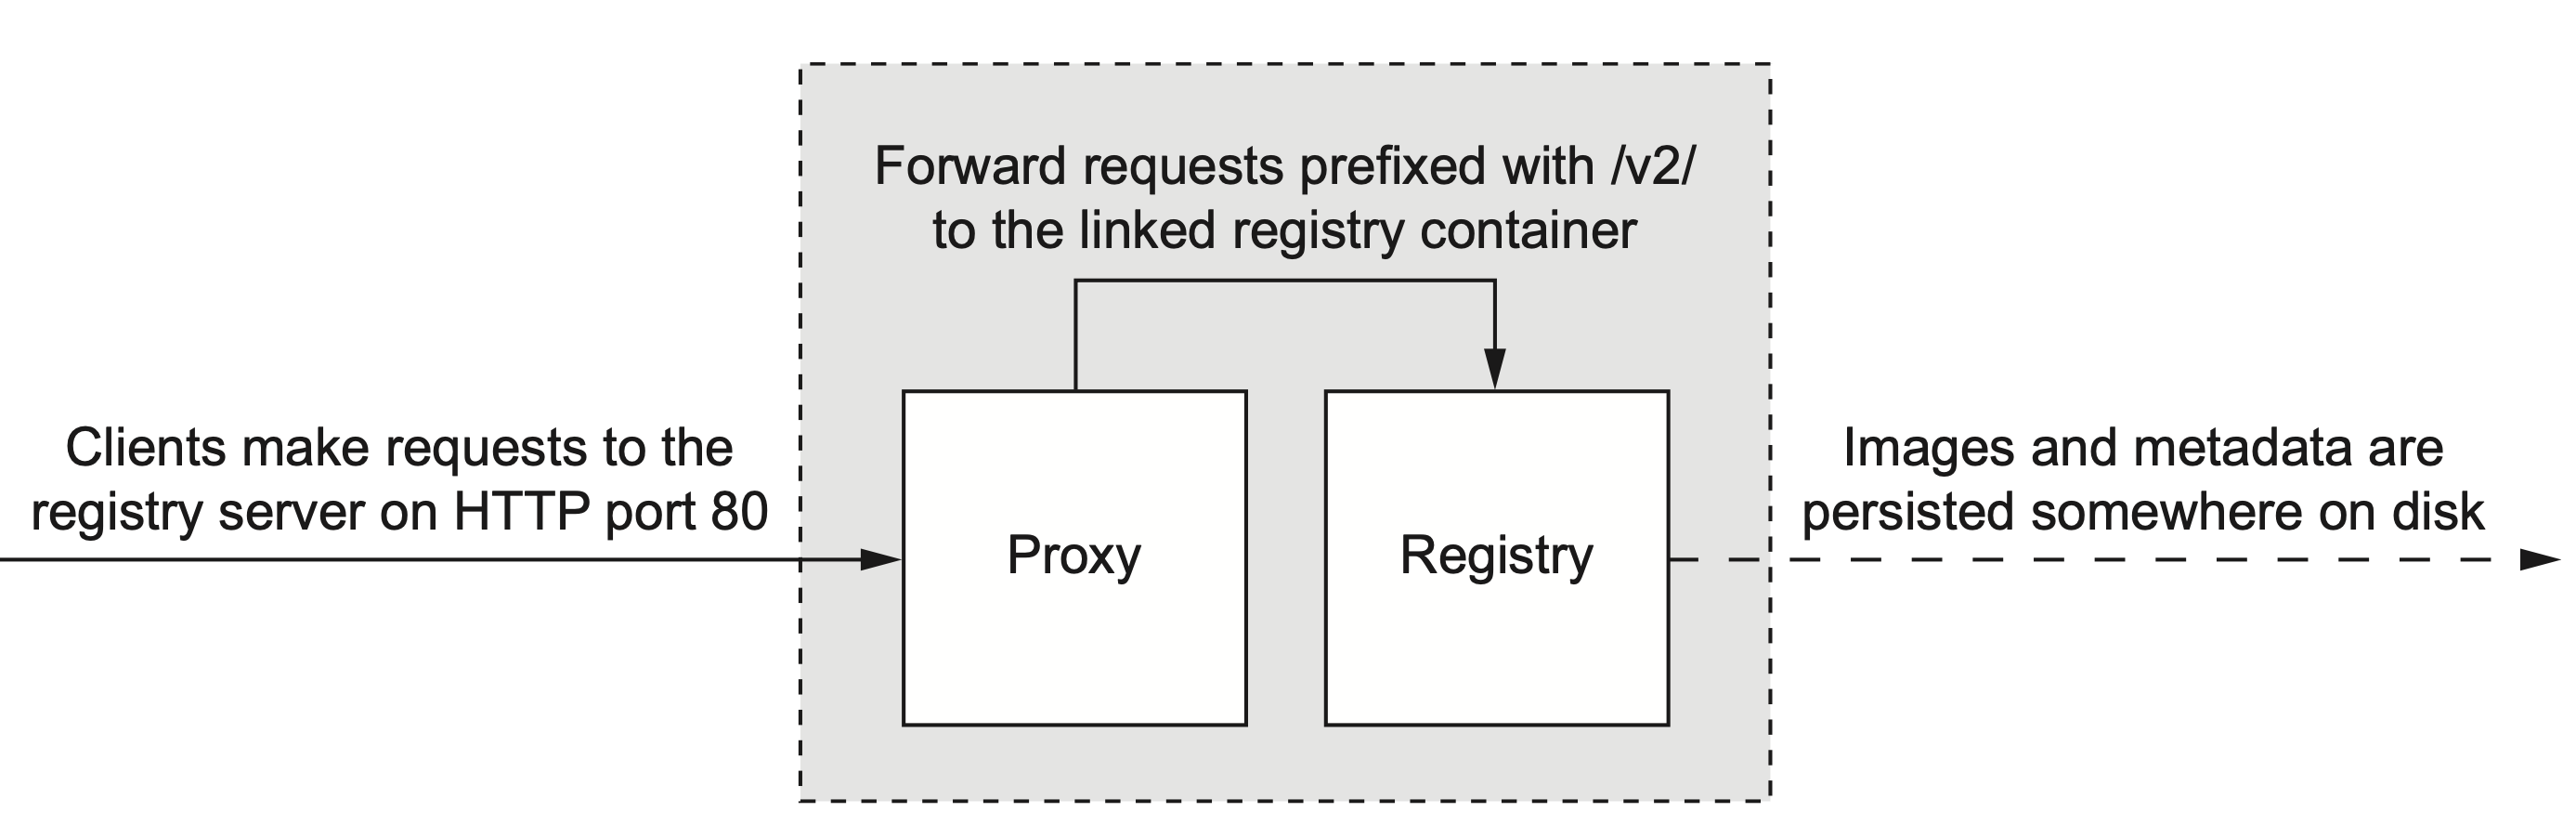 Forward requests prefixed with /v2/
to the linked registry container
Clients make requests to the
registry server on HTTP port 80
Proxy
Registry
Images and metadata are
persisted somewhere on disk